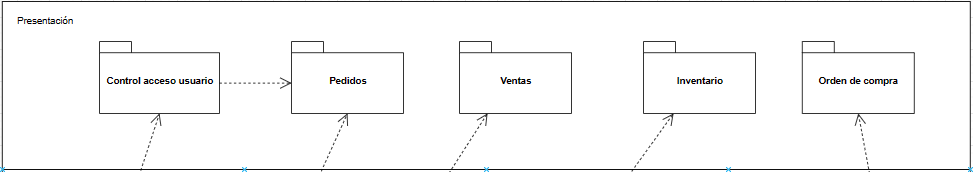 Presentación
Control acceso usuario
Pedidos
Ventas
Inventario
Orden de compra